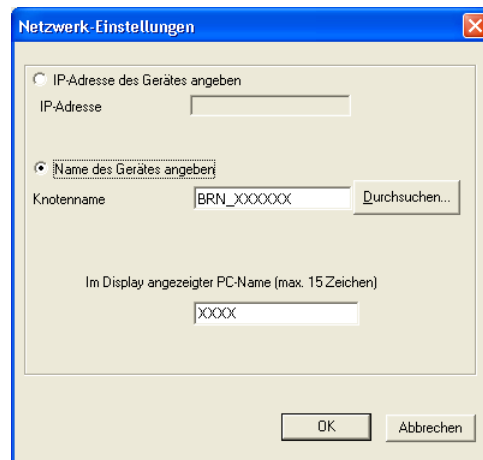 Netzwerk-Einstellungen
IP-Adresse des Gerätes angeben
IP-Adresse
Name des Gerätes angeben
Knotenname BRN_XXXXXX Durchsuchen...
Im Display angezeigter PC-Name (max. 15 Zeichen)
XXXX
OK Abbrechen